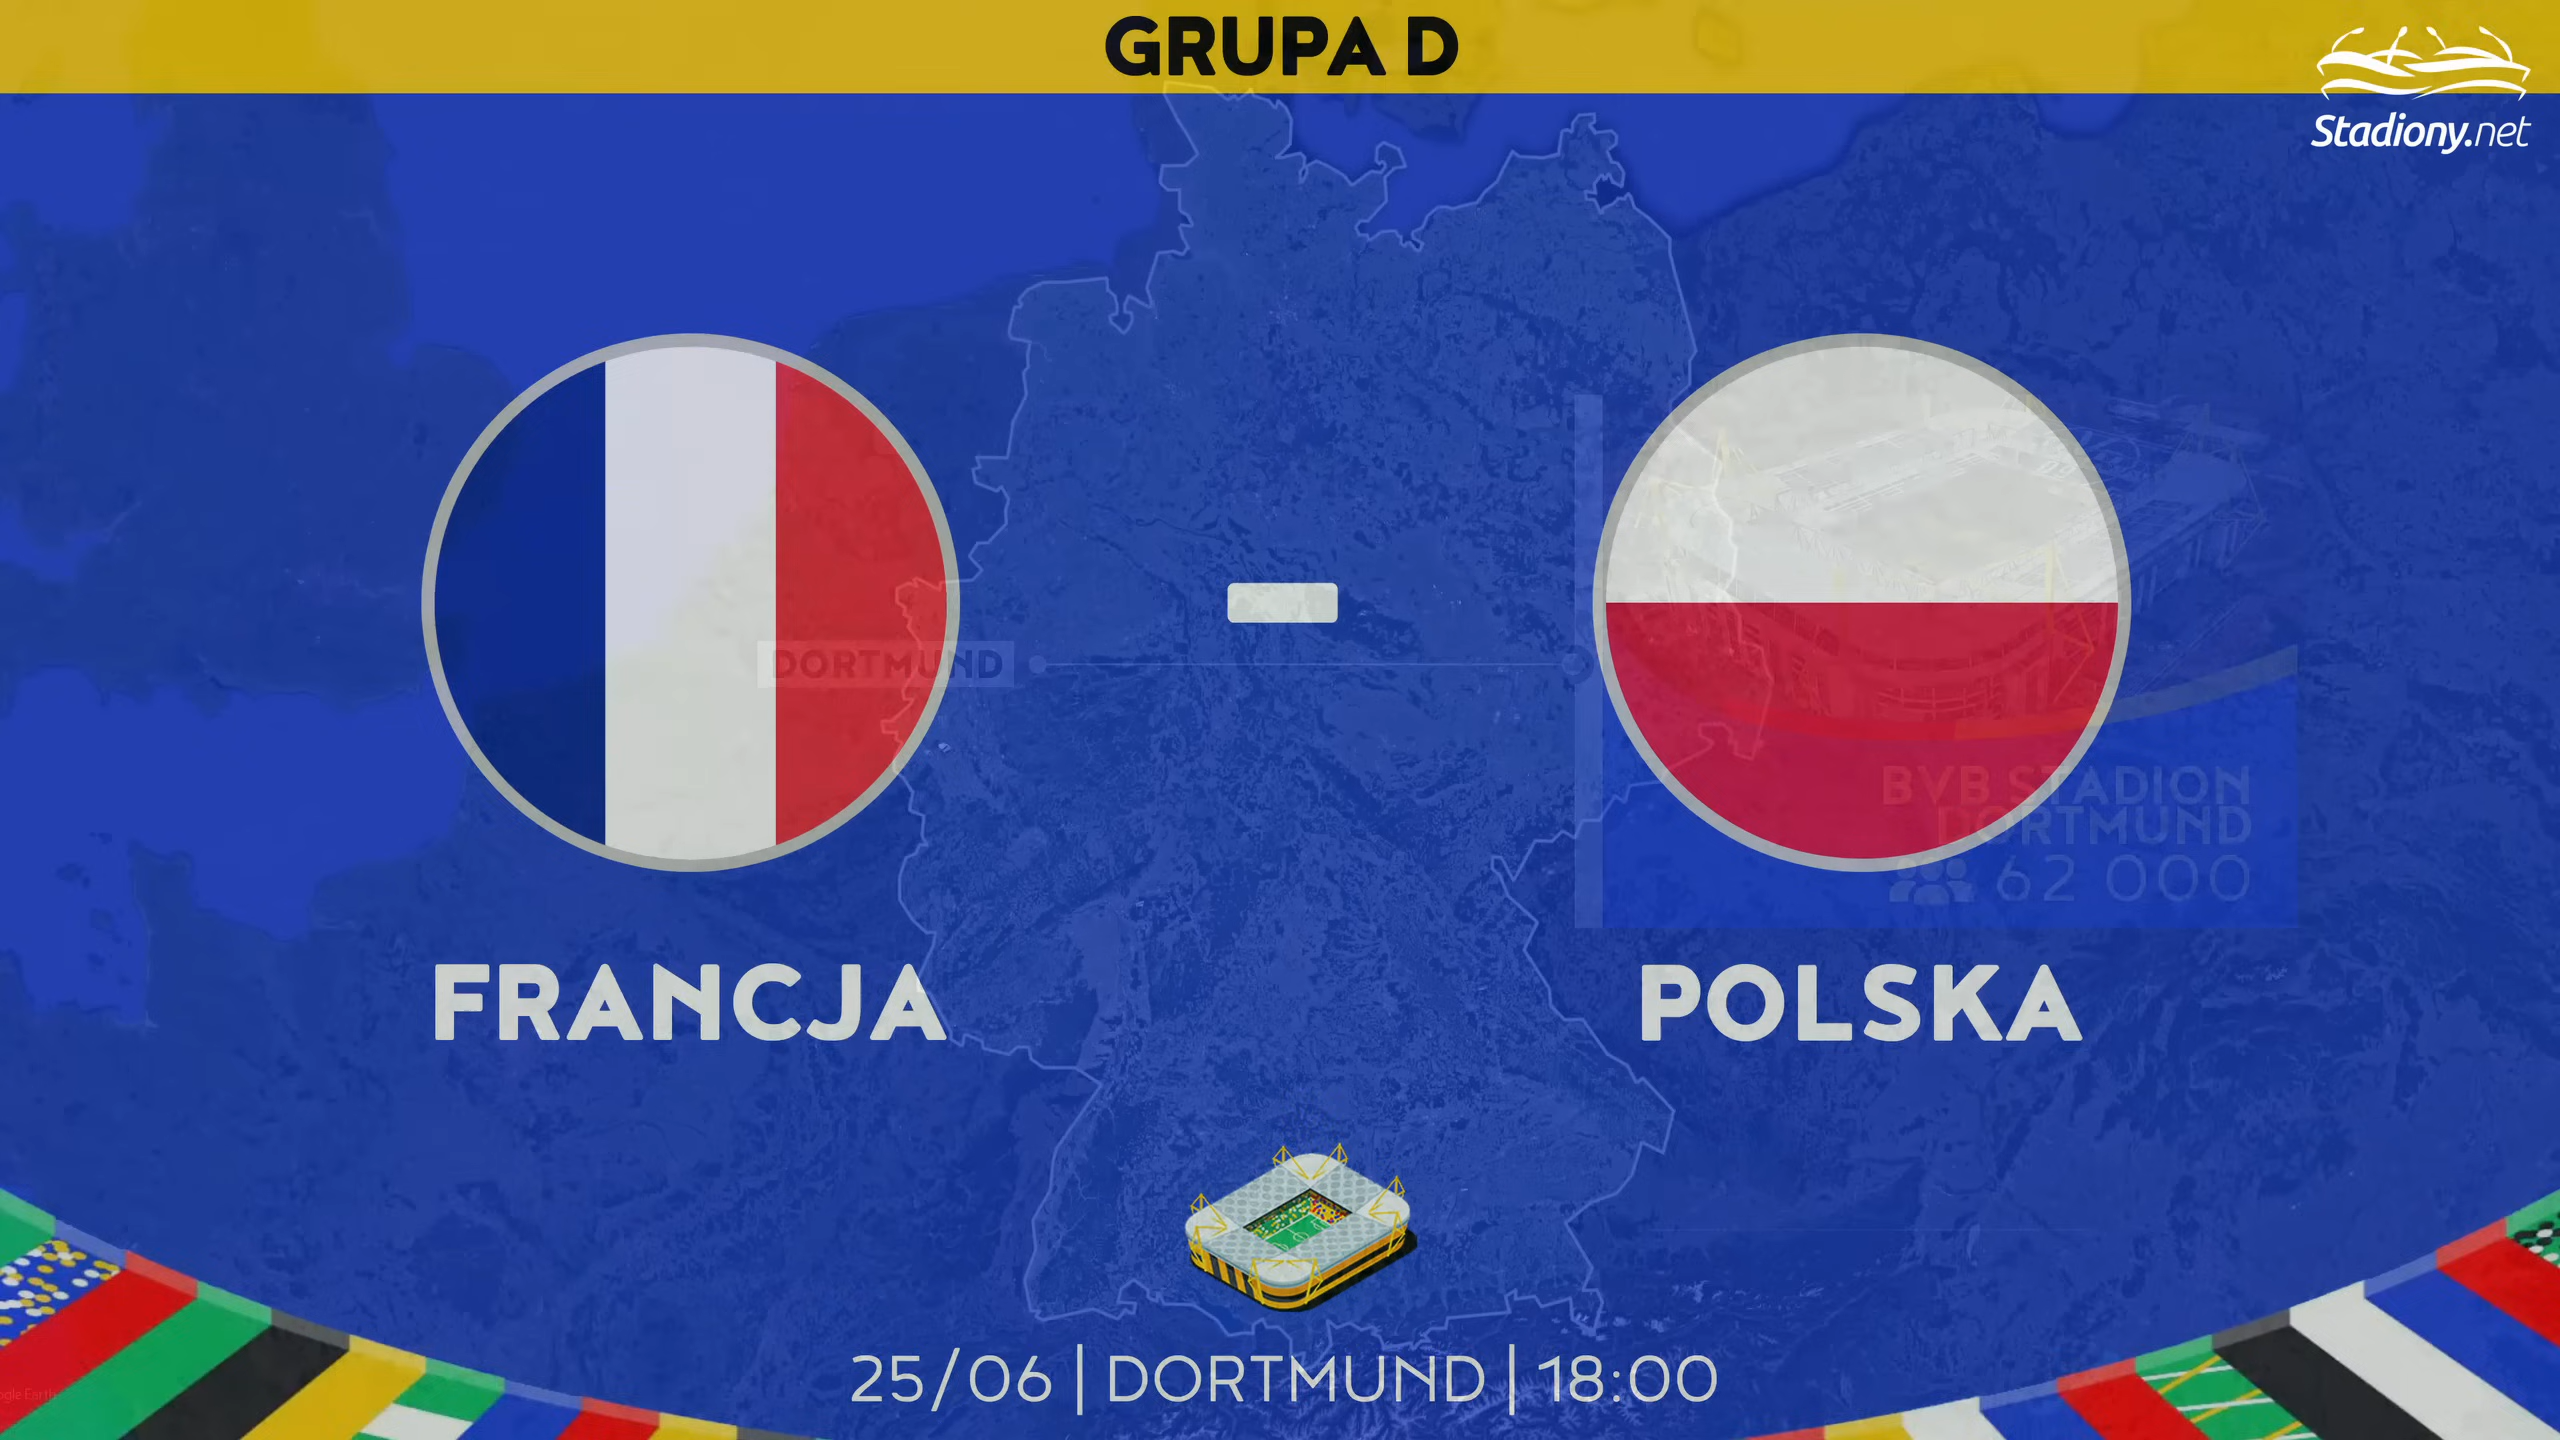 GRUPA D
Stadiony.net
DORTMUND
BVB STADION
DORTMUND
62 000
FRANCJA
POLSKA
25/06 | DORTMUND | 18:00